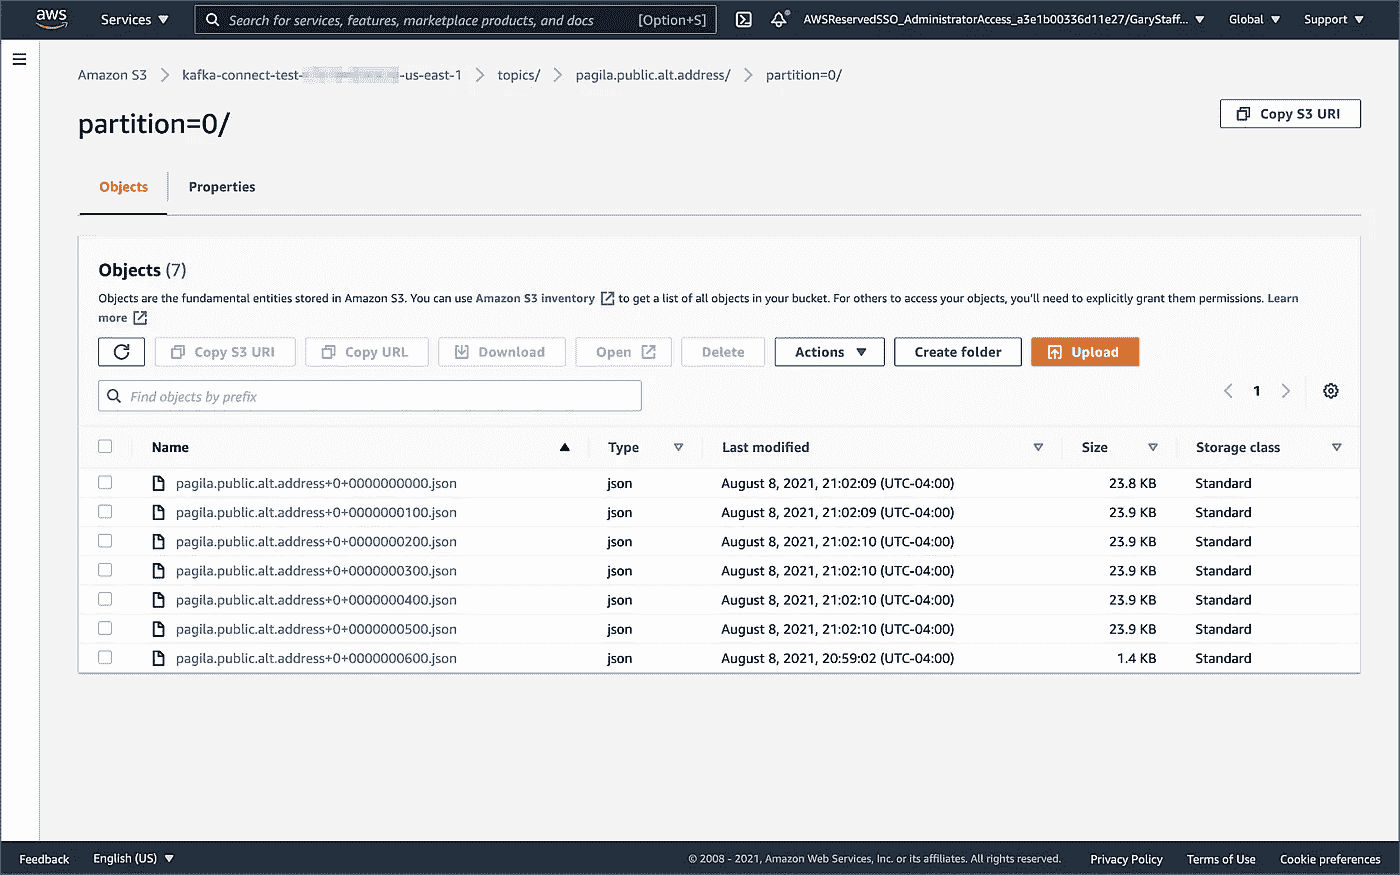 aws Services Search for services, features, marketplace products, and docs [Option+S] AWSReservedSSO_AdministratorAccess_a3e1b00336d11e27/GaryStaff... Global Support
Amazon S3 kafka-connect-test- -us-east-1 topics/ pagila.public.alt.address/ partition=0/
partition=0/ Copy S3 URI
Objects Properties
Objects (7)
Objects are the fundamental entities stored in Amazon S3. You can use Amazon S3 inventory to get a list of all objects in your bucket. For others to access your objects, you'll need to explicitly grant them permissions. Learn
more
Copy S3 URI Copy URL Download Open Delete Actions Create folder Upload
Find objects by prefix 1
Name Type Last modified Size Storage class
pagila.public.alt.address+0+0000000000.json json August 8, 2021, 21:02:09 (UTC-04:00) 23.8 KB Standard
pagila.public.alt.address+0+0000000100.json json August 8, 2021, 21:02:09 (UTC-04:00) 23.9 KB Standard
pagila.public.alt.address+0+0000000200.json json August 8, 2021, 21:02:10 (UTC-04:00) 23.9 KB Standard
pagila.public.alt.address+0+0000000300.json json August 8, 2021, 21:02:10 (UTC-04:00) 23.9 KB Standard
pagila.public.alt.address+0+0000000400.json json August 8, 2021, 21:02:10 (UTC-04:00) 23.9 KB Standard
pagila.public.alt.address+0+0000000500.json json August 8, 2021, 21:02:10 (UTC-04:00) 23.9 KB Standard
pagila.public.alt.address+0+0000000600.json json August 8, 2021, 20:59:02 (UTC-04:00) 1.4 KB Standard
Feedback English (US) © 2008 - 2021, Amazon Web Services, Inc. or its affiliates. All rights reserved. Privacy Policy Terms of Use Cookie preferences